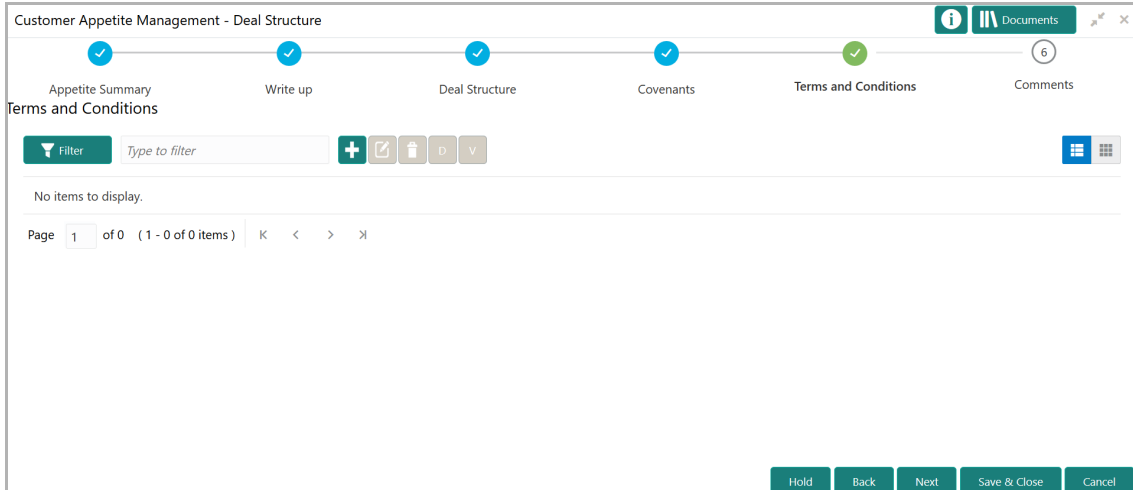 Customer Appetite Management - Deal Structure
i
Documents
6
Appetite Summary
Write up
Deal Structure
Covenants
Terms and Conditions
Comments
Terms and Conditions
Filter
Type to filter
D
V
No items to display.
Page 1 of 0 ( 1 - 0 of 0 items )
Hold
Back
Next
Save & Close
Cancel